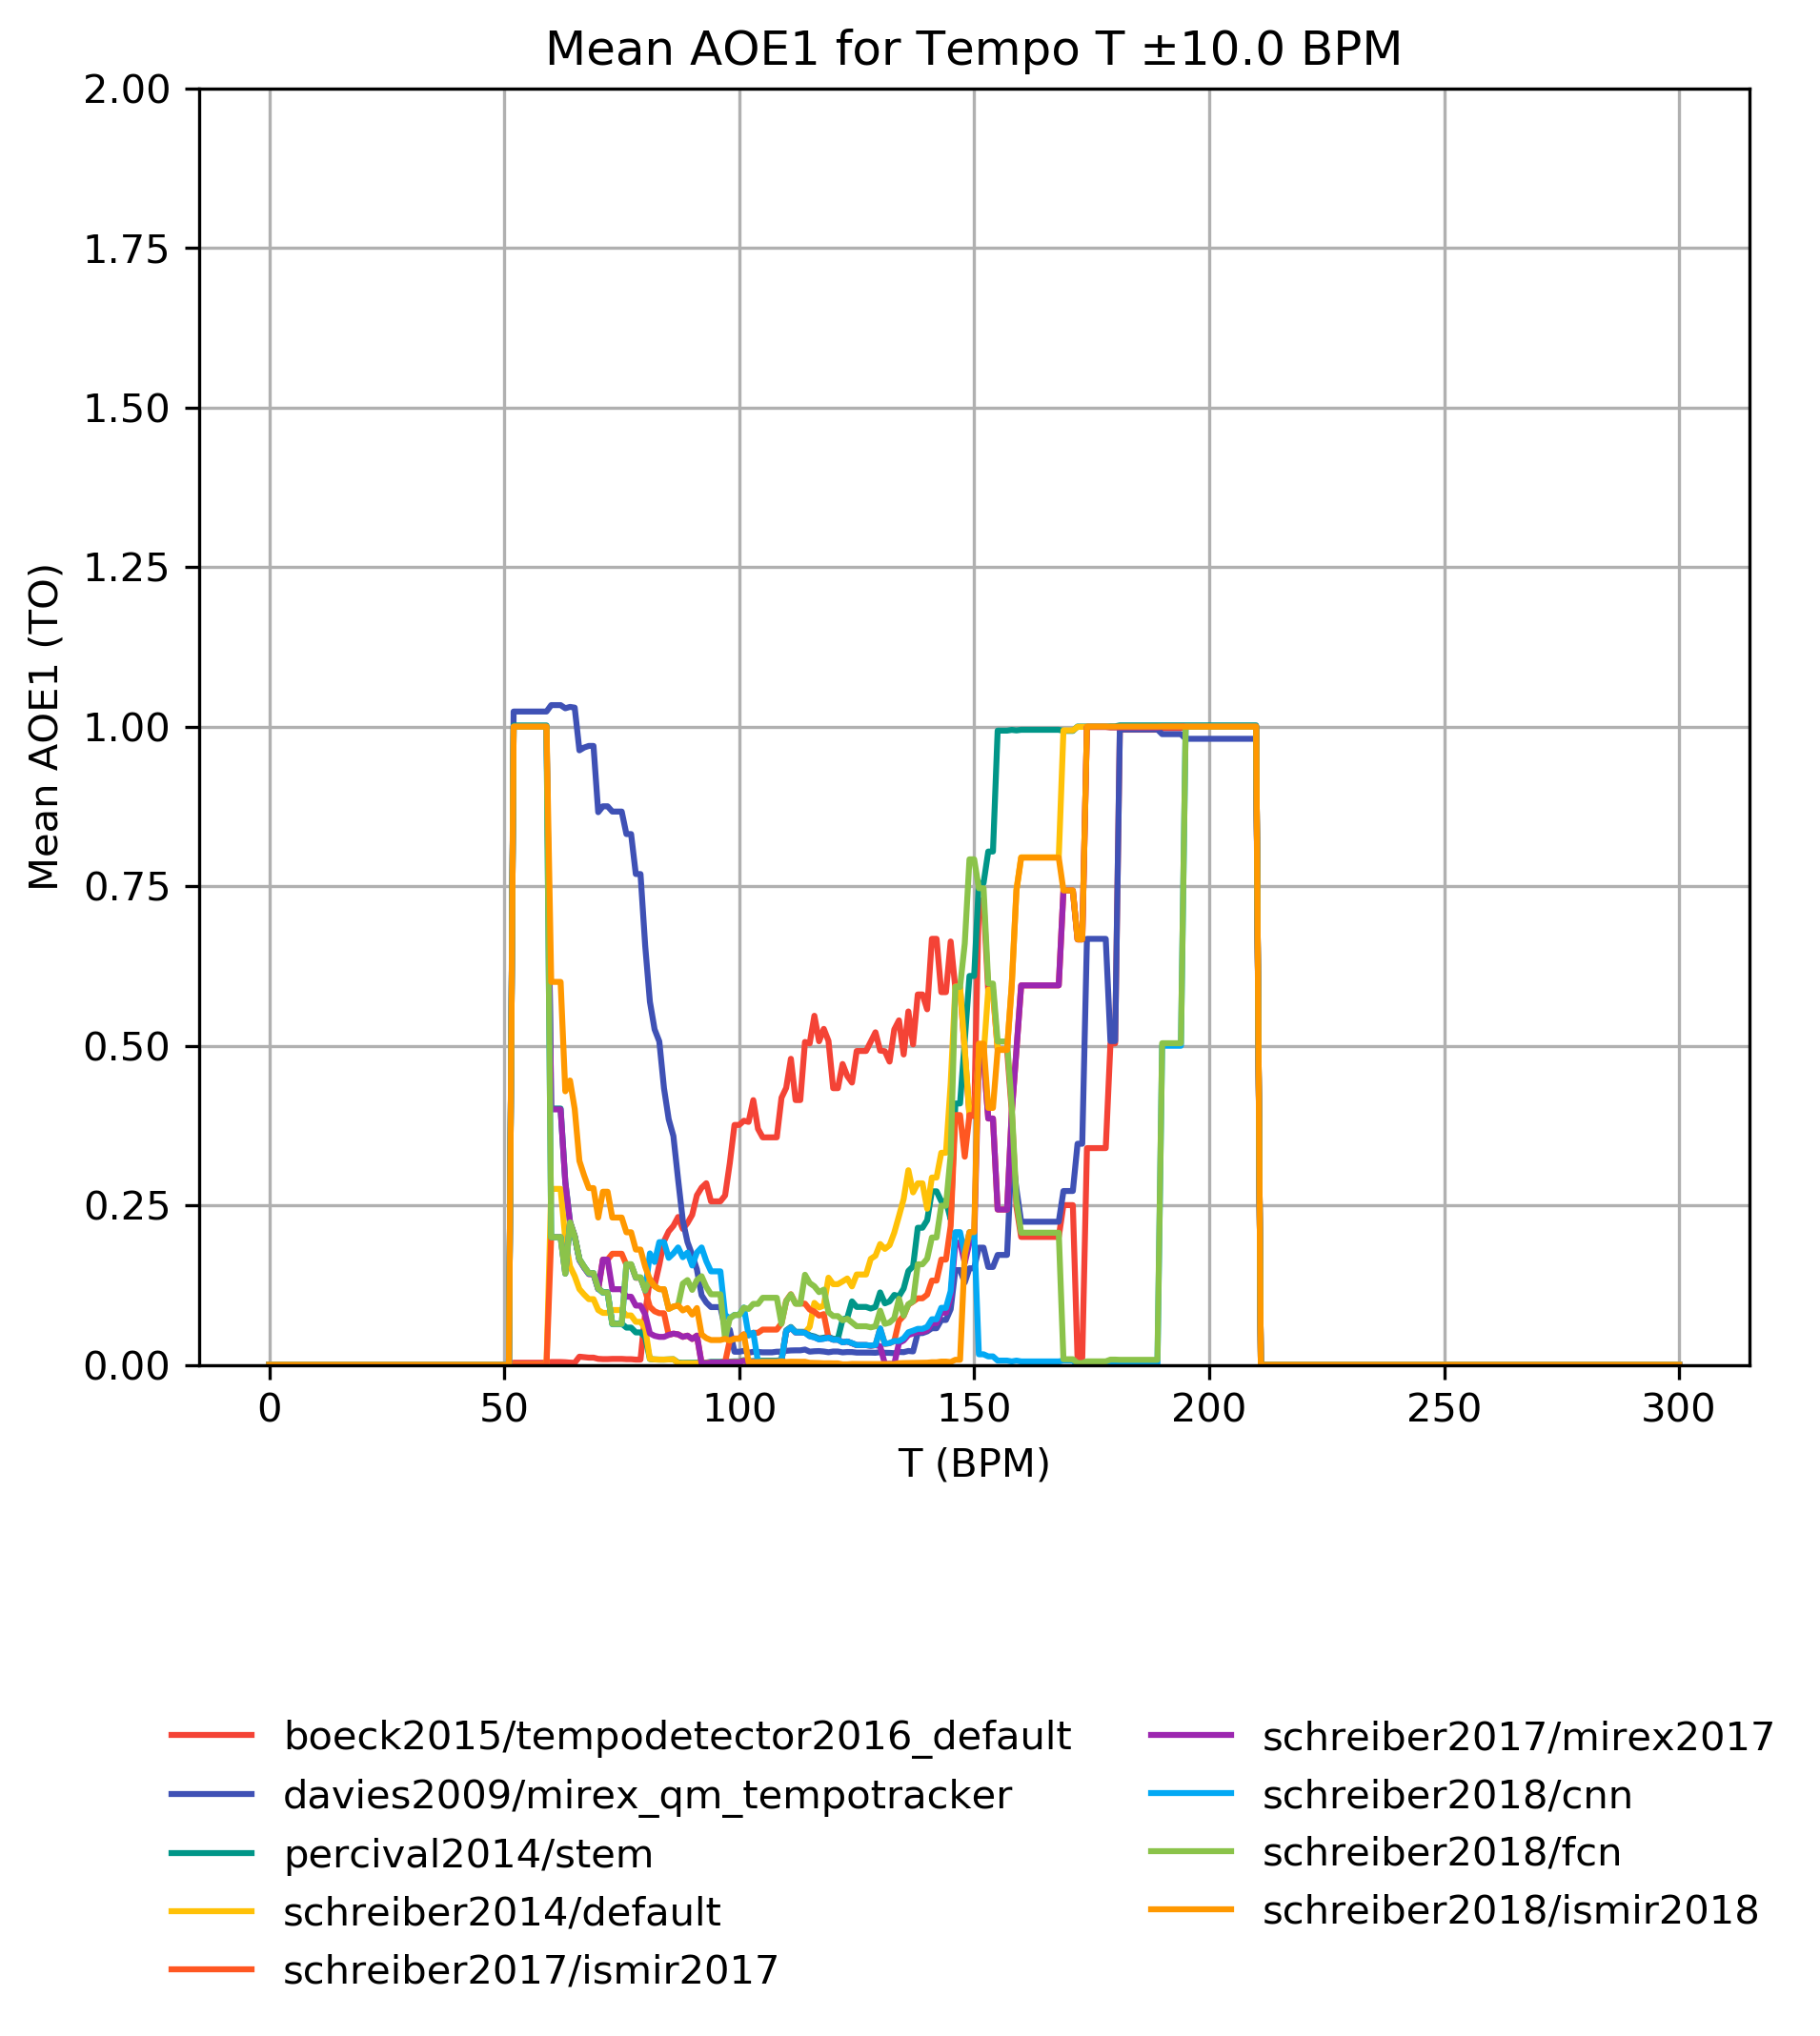 Mean AOE1 for Tempo T ±10.0 BPM
2.00
1.75
1.50
1.25
1.00
0.75
0.50
0.25
0.00
Mean AOE1 (TO)
0 50 100 150 200 250 300
T (BPM)
boeck2015/tempodetector2016_default
davies2009/mirex_qm_tempotracker
percival2014/stem
schreiber2014/default
schreiber2017/ismir2017
schreiber2017/mirex2017
schreiber2018/cnn
schreiber2018/fcn
schreiber2018/ismir2018